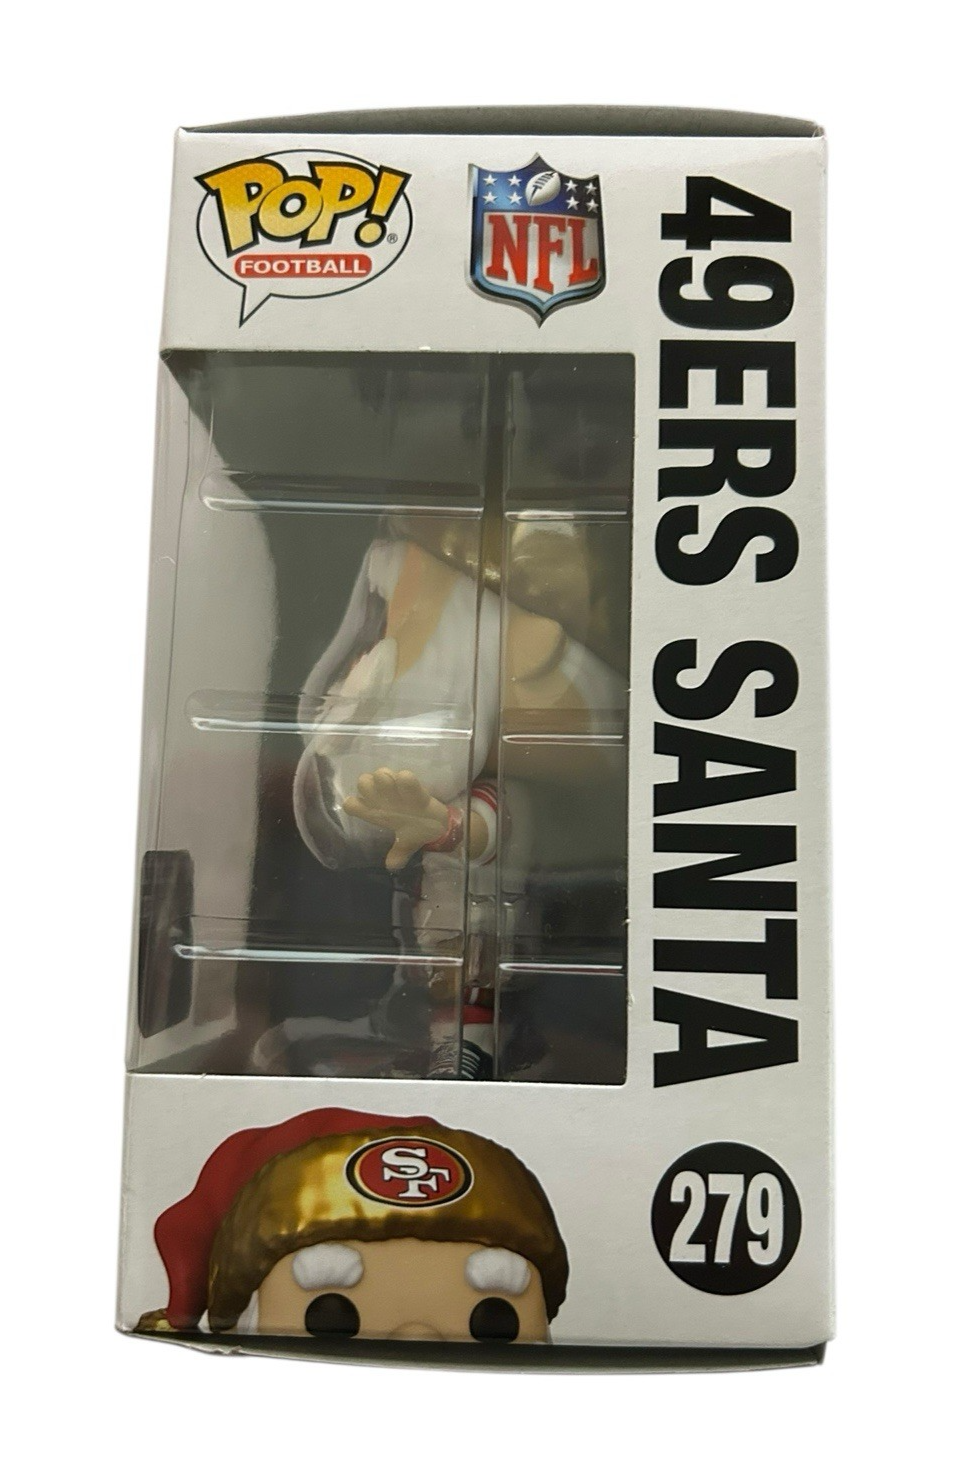 POP!®
FOOTBALL
NFL
49ERS SANTA
279
SF